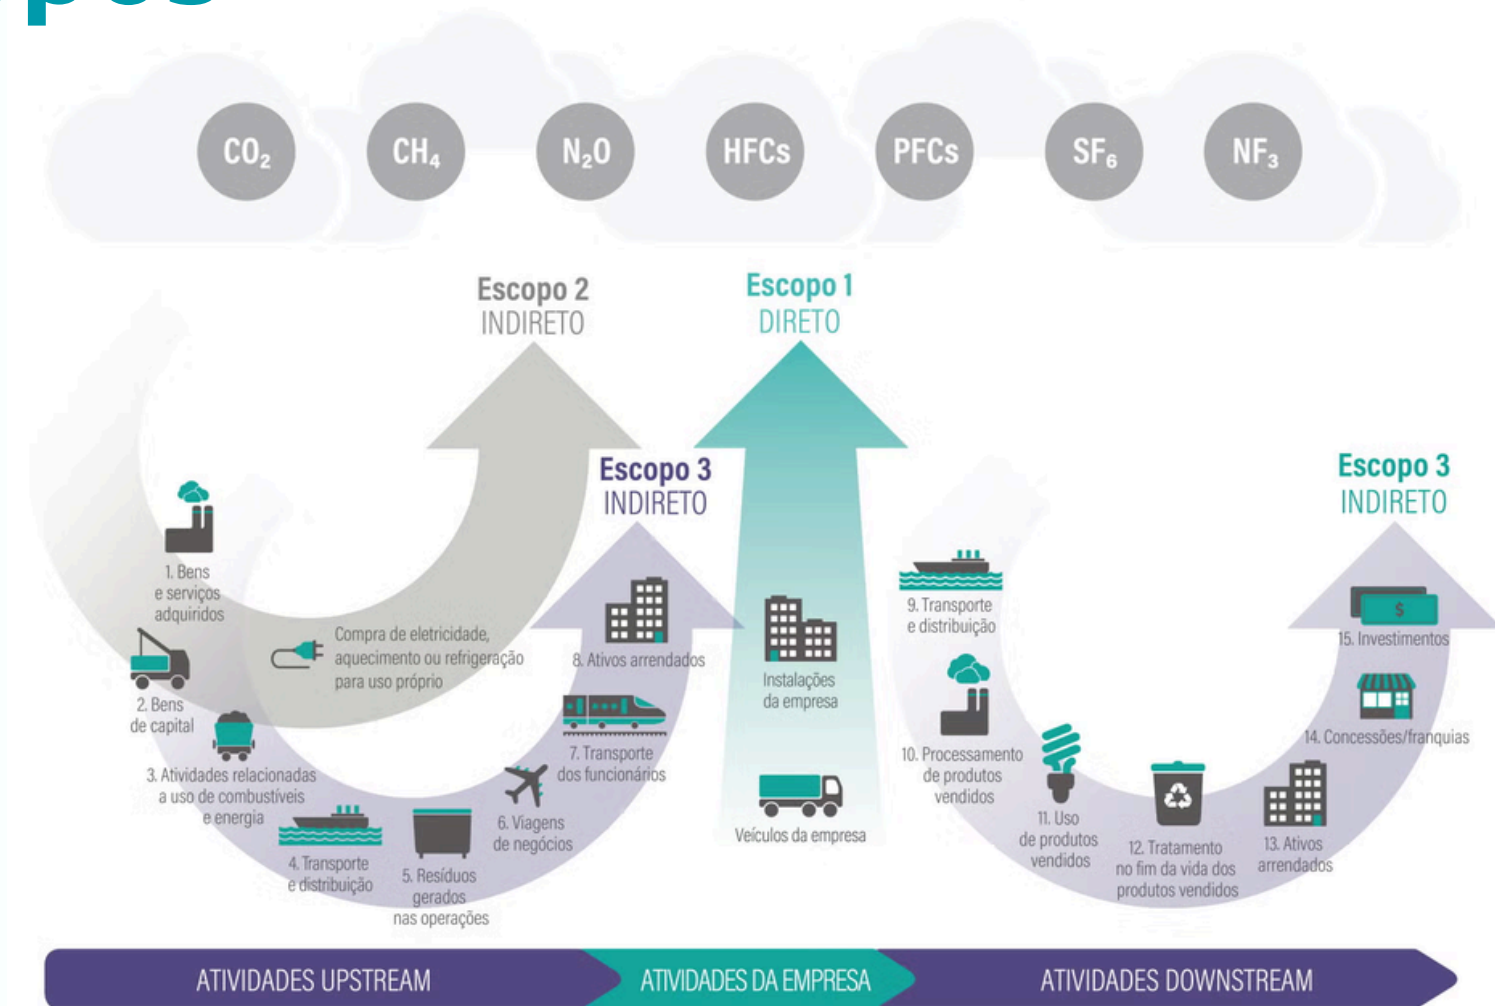 CO₂
CH₄
N₂O
HFCs
PFCs
SF₆
NF₃
Escopo 2
INDIRETO
Escopo 1
DIRETO
Escopo 3
INDIRETO
Escopo 3
INDIRETO
1. Bens
e serviços
adquiridos
2. Bens
de capital
3. Atividades relacionadas
a uso de combustíveis
e energia
Compra de eletricidade,
aquecimento ou refrigeração
para uso próprio
4. Transporte
e distribuição
5. Resíduos
gerados
nas operações
6. Viagens
de negócios
7. Transporte
dos funcionários
8. Ativos arrendados
Instalações
da empresa
Veículos da empresa
9. Transporte
e distribuição
10. Processamento
de produtos
vendidos
11. Uso
de produtos
vendidos
12. Tratamento
no fim da vida dos
produtos vendidos
13. Ativos
arrendados
14. Concessões/franquias
$
15. Investimentos
ATIVIDADES UPSTREAM
ATIVIDADES DA EMPRESA
ATIVIDADES DOWNSTREAM